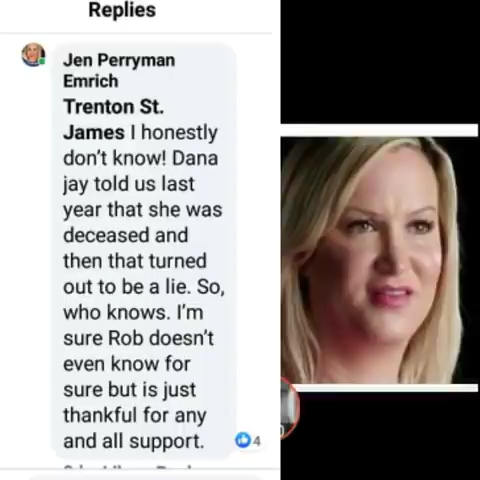 Replies
Jen Perryman
Emrich
Trenton St.
James I honestly
don't know! Dana
jay told us last
year that she was
deceased and
then that turned
out to be a lie. So,
who knows. I'm
sure Rob doesn't
even know for
sure but is just
thankful for any
and all support.
4